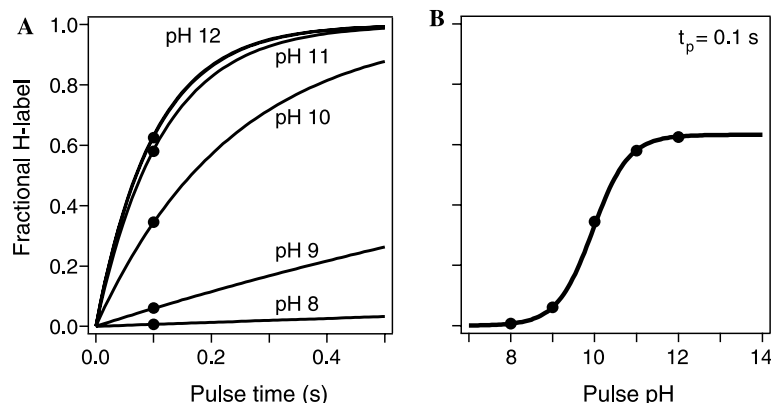 A
B
1.0
0.8
0.6
0.4
0.2
0.0
Fractional H-label
pH 12
pH 11
pH 10
pH 9
pH 8
0.0 0.2 0.4
Pulse time (s)
tp = 0.1 s
8 10 12 14
Pulse pH